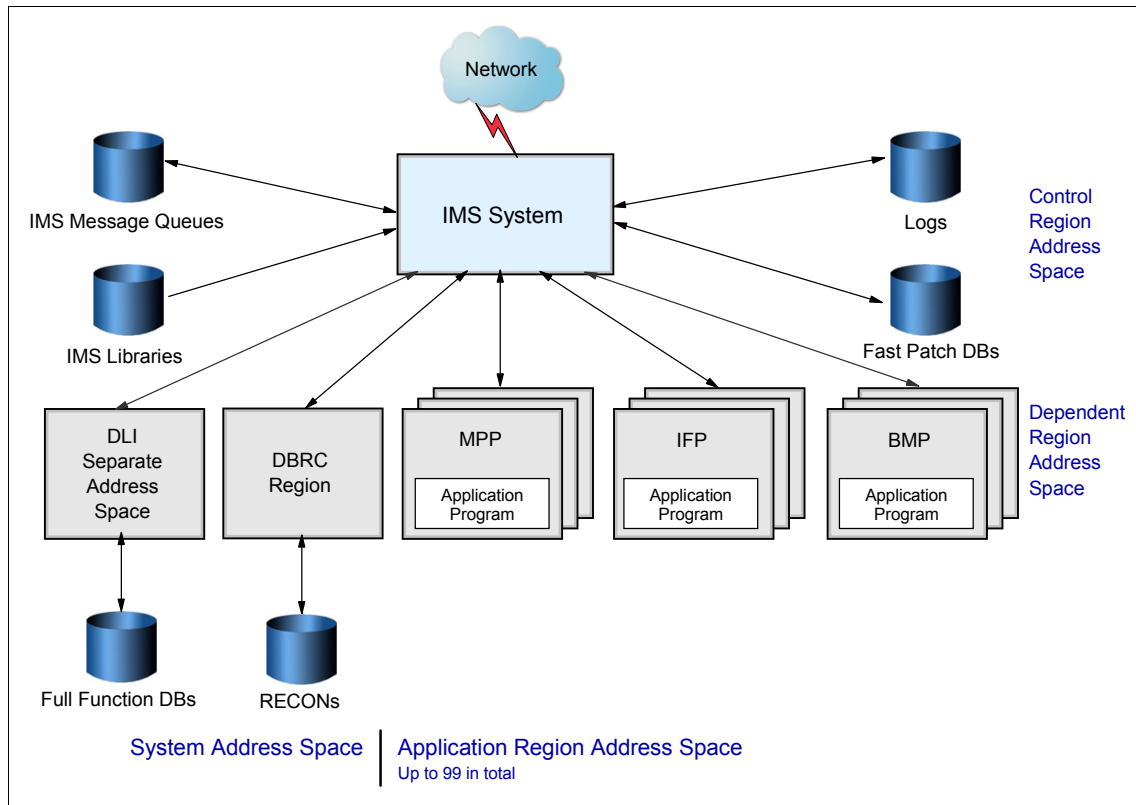 Network
IMS System
IMS Message Queues
Logs
Control
Region
Address
Space
IMS Libraries
Fast Patch DBs
DLI
Separate
Address
Space
DBRC
Region
MPP
Application
Program
IFP
Application
Program
BMP
Application
Program
Dependent
Region
Address
Space
Full Function DBs
RECONs
System Address Space
Application Region Address Space
Up to 99 in total